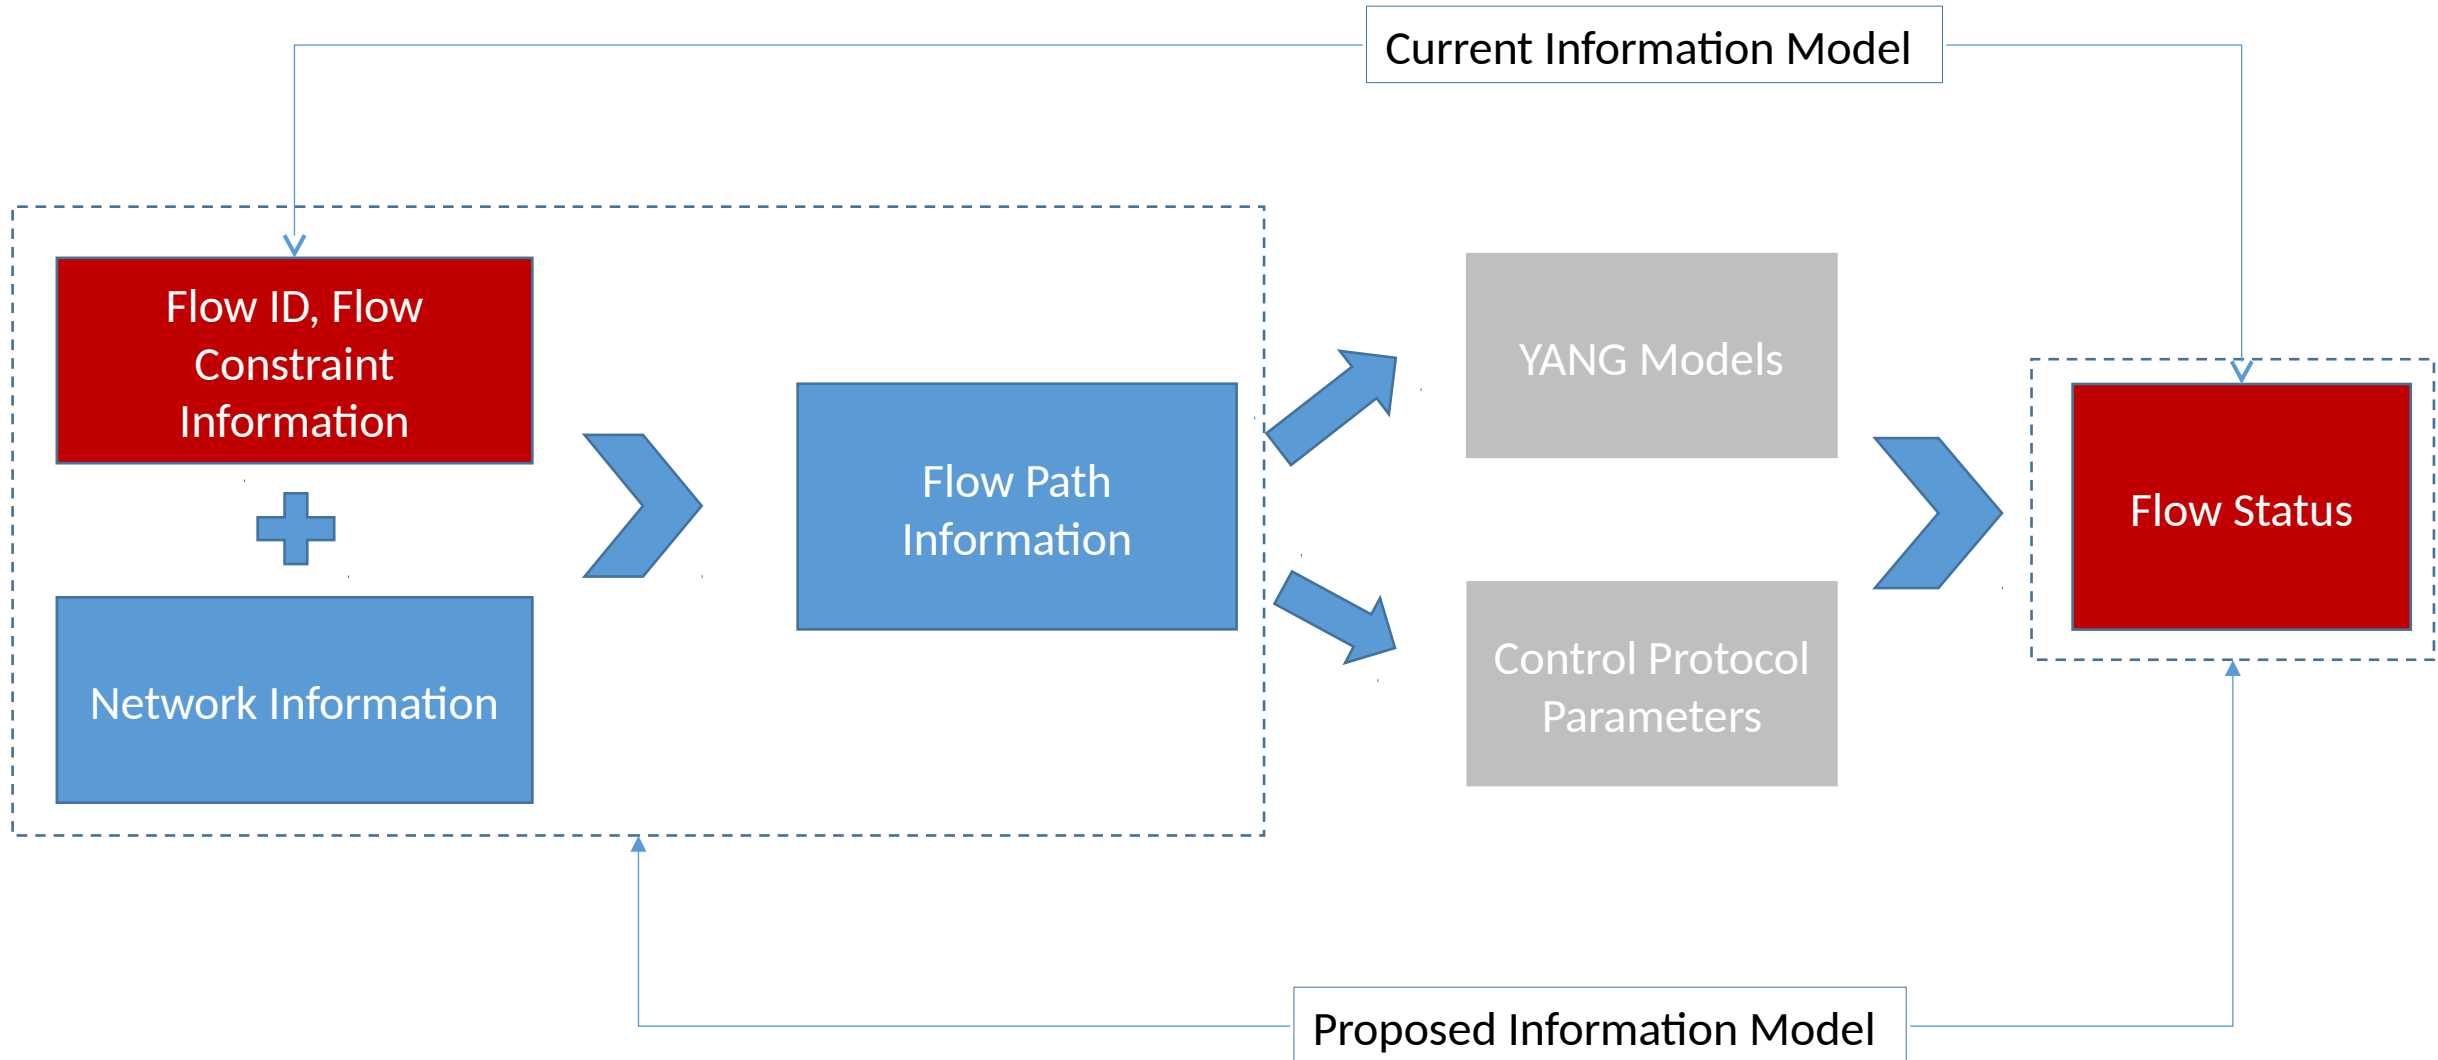 Current Information Model
Flow ID, Flow
Constraint
Information
Network Information
Flow Path
Information
YANG Models
Control Protocol
Parameters
Flow Status
Proposed Information Model